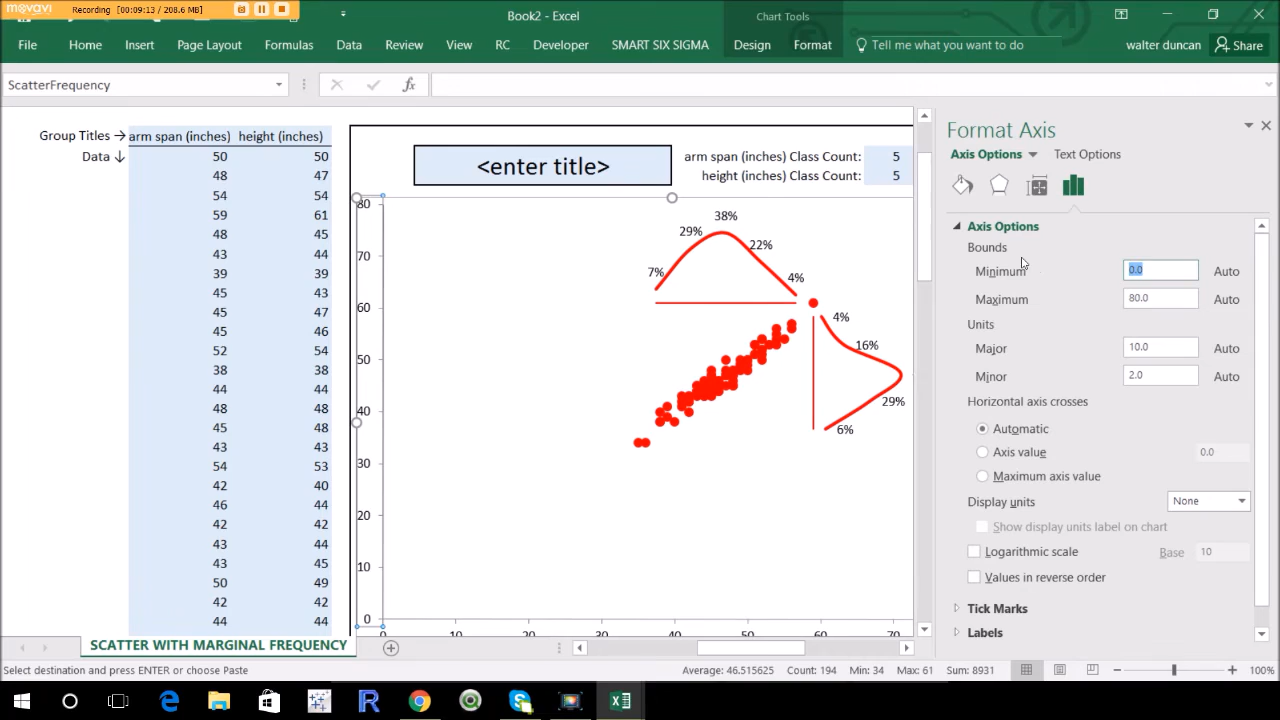 movavi
Recording (00:09:13 / 208.6 MB)
Book2 - Excel
Chart Tools
File Home Insert Page Layout Formulas Data Review View RC Developer SMART SIX SIGMA Design Format Tell me what you want to do walter duncan Share
ScatterFrequency
fx
Group Titles → arm span (inches) height (inches)
Data ↓ 50 50
48 47
54 54
59 61
48 45
43 44
39 39
45 43
45 47
45 46
52 54
38 38
44 44
48 48
45 48
43 43
54 53
42 40
46 44
42 42
43 44
43 45
50 49
42 42
44 44
<enter title>
arm span (inches) Class Count: 5
height (inches) Class Count: 5
80
70
60
50
40
30
20
10
0
0 10 20 30 40 50 60 70
38%
29%
22%
7%
4%
4%
16%
29%
6%
Format Axis
Axis Options Text Options
Axis Options
Bounds
Minimum 0.0 Auto
Maximum 80.0 Auto
Units
Major 10.0 Auto
Minor 2.0 Auto
Horizontal axis crosses
Automatic
Axis value 0.0
Maximum axis value
Display units None
Show display units label on chart
Logarithmic scale Base 10
Values in reverse order
Tick Marks
Labels
SCATTER WITH MARGINAL FREQUENCY
Select destination and press ENTER or choose Paste Average: 46.515625 Count: 194 Min: 34 Max: 61 Sum: 8931 100%